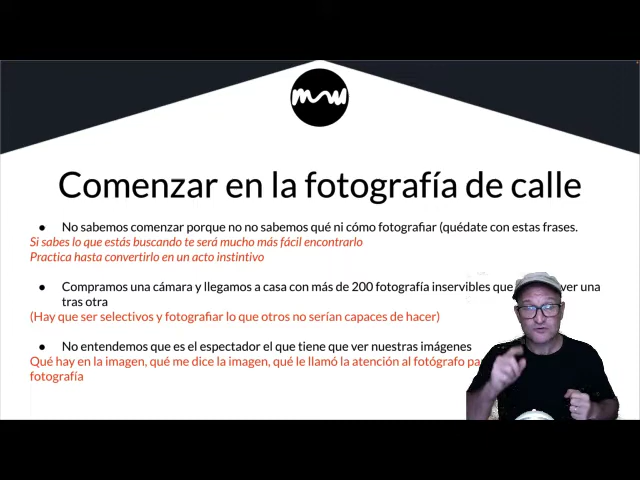 msu
Comenzar en la fotografía de calle
● No sabemos comenzar porque no no sabemos qué ni cómo fotografiar (quédate con estas frases.
Si sabes lo que estás buscando te será mucho más fácil encontrarlo
Practica hasta convertirlo en un acto instintivo
● Compramos una cámara y llegamos a casa con más de 200 fotografía inservibles que ver una
tras otra
(Hay que ser selectivos y fotografiar lo que otros no serían capaces de hacer)
● No entendemos que es el espectador el que tiene que ver nuestras imágenes
Qué hay en la imagen, qué me dice la imagen, qué le llamó la atención al fotógrafo
fotografía